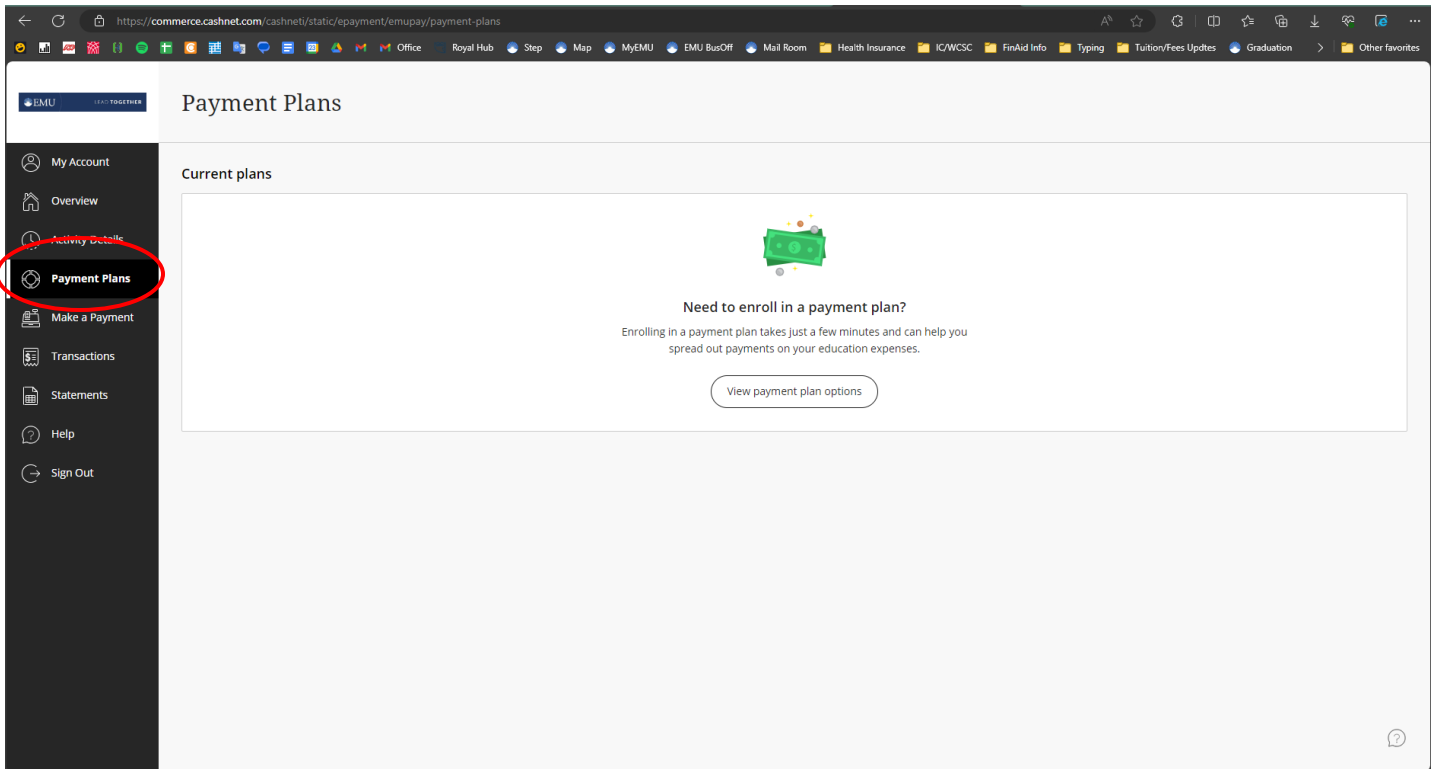 https://commerce.cashnet.com/cashneti/static/epayment/emupay/payment-plans
Office Royal Hub Step Map MyEMU EMU BusOff Mail Room Health Insurance IC/WCSC FinAid Info Typing Tuition/Fees Updtes Graduation Other favorites
EMU LEAD TOGETHER
Payment Plans
My Account
Overview
Activity Details
Payment Plans
Make a Payment
Transactions
Statements
Help
Sign Out
Current plans
Need to enroll in a payment plan?
Enrolling in a payment plan takes just a few minutes and can help you
spread out payments on your education expenses.
View payment plan options